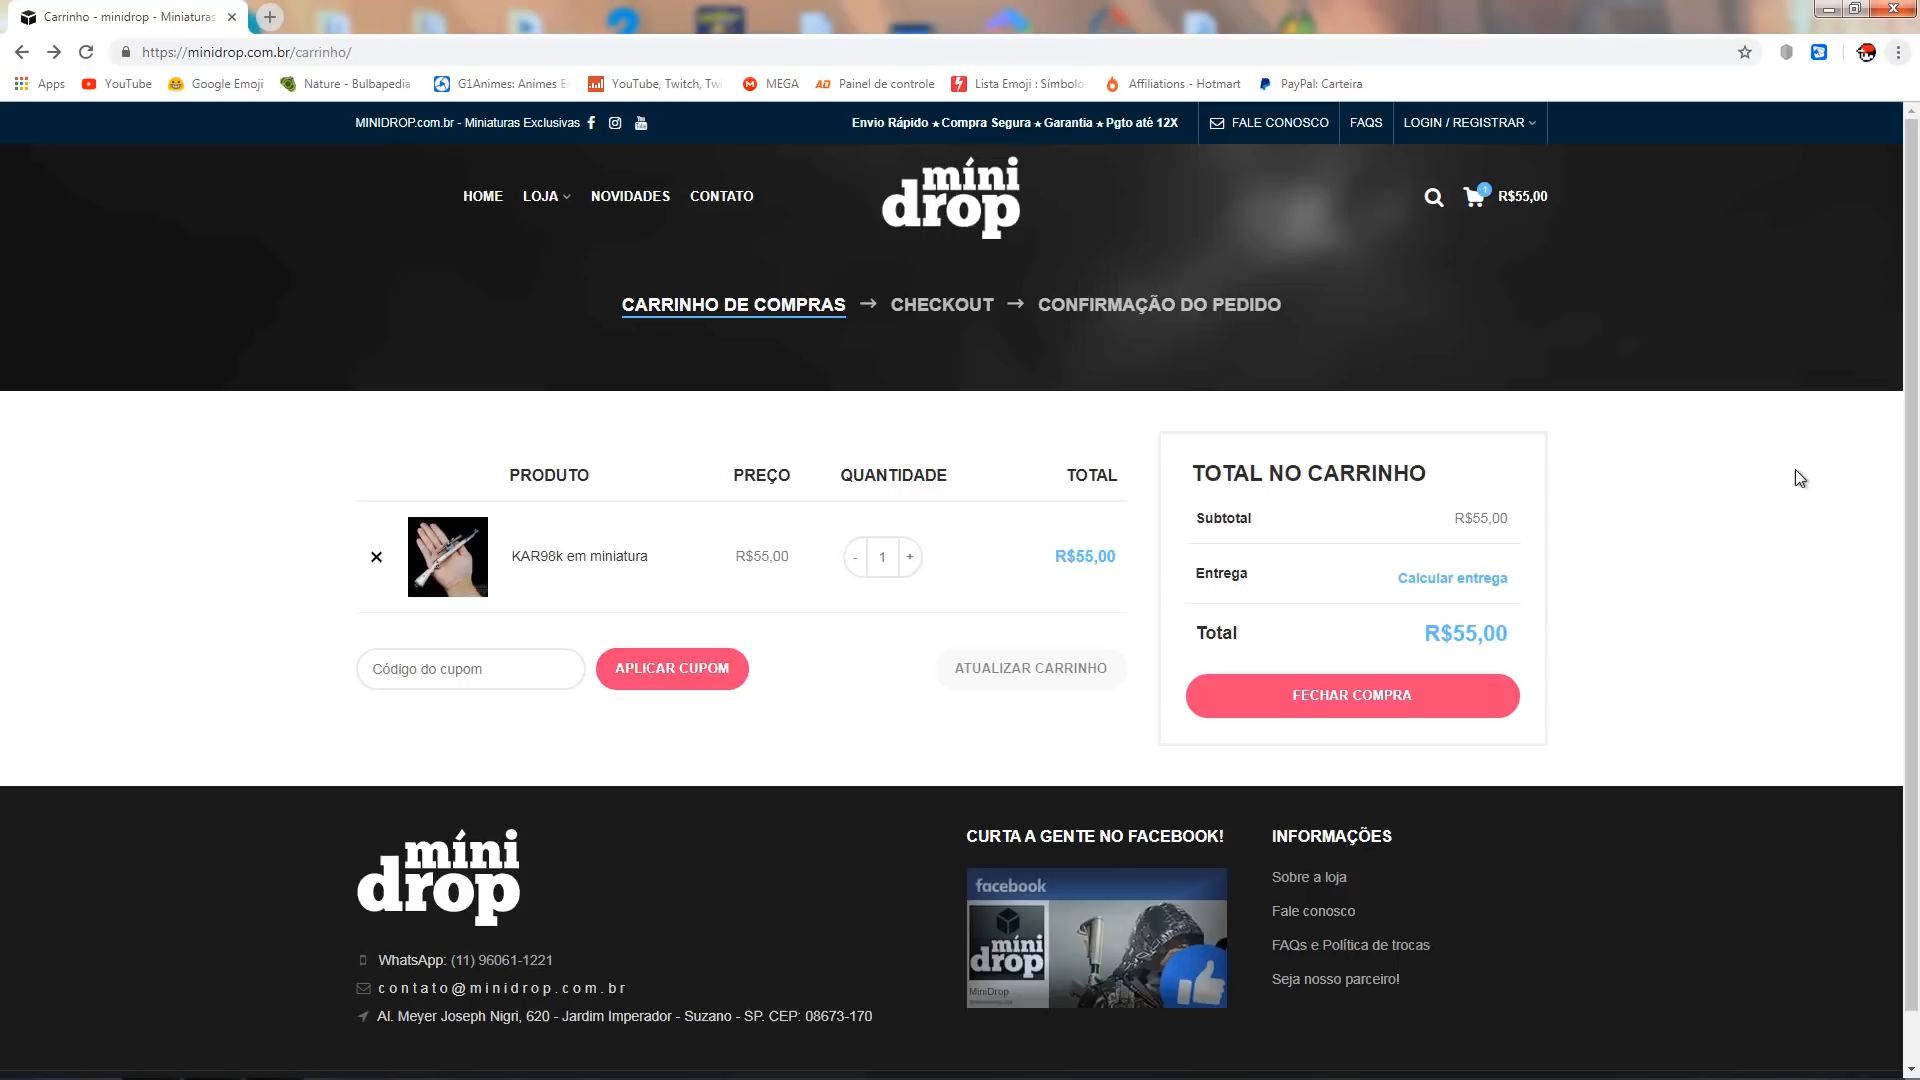 Carrinho - minidrop - Miniaturas
https://minidrop.com.br/carrinho/
Apps YouTube Google Emoji Nature - Bulbapedia G1Animes: Animes YouTube, Twitch, Twi MEGA Painel de controle Lista Emoji : Símbolo Affiliations - Hotmart PayPal: Carteira
MINIDROP.com.br - Miniaturas Exclusivas Envio Rápido ★ Compra Segura ★ Garantia ★ Pgto até 12X FALE CONOSCO FAQS LOGIN / REGISTRAR
HOME LOJA NOVIDADES CONTATO míni drop 1 R$55,00
CARRINHO DE COMPRAS → CHECKOUT → CONFIRMAÇÃO DO PEDIDO
PRODUTO PREÇO QUANTIDADE TOTAL
KAR98k em miniatura R$55,00 - 1 + R$55,00
Código do cupom APLICAR CUPOM ATUALIZAR CARRINHO
TOTAL NO CARRINHO
Subtotal R$55,00
Entrega Calcular entrega
Total R$55,00
FECHAR COMPRA
míni
drop
WhatsApp: (11) 96061-1221
contato@minidrop.com.br
Al. Meyer Joseph Nigri, 620 - Jardim Imperador - Suzano - SP. CEP: 08673-170
CURTA A GENTE NO FACEBOOK!
facebook
míni
drop
MiniDrop
INFORMAÇÕES
Sobre a loja
Fale conosco
FAQs e Política de trocas
Seja nosso parceiro!